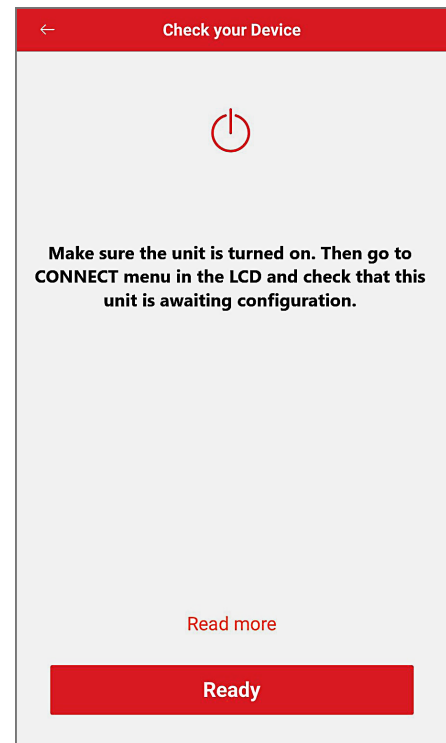 Check your Device
Make sure the unit is turned on. Then go to
CONNECT menu in the LCD and check that this
unit is awaiting configuration.
Read more
Ready